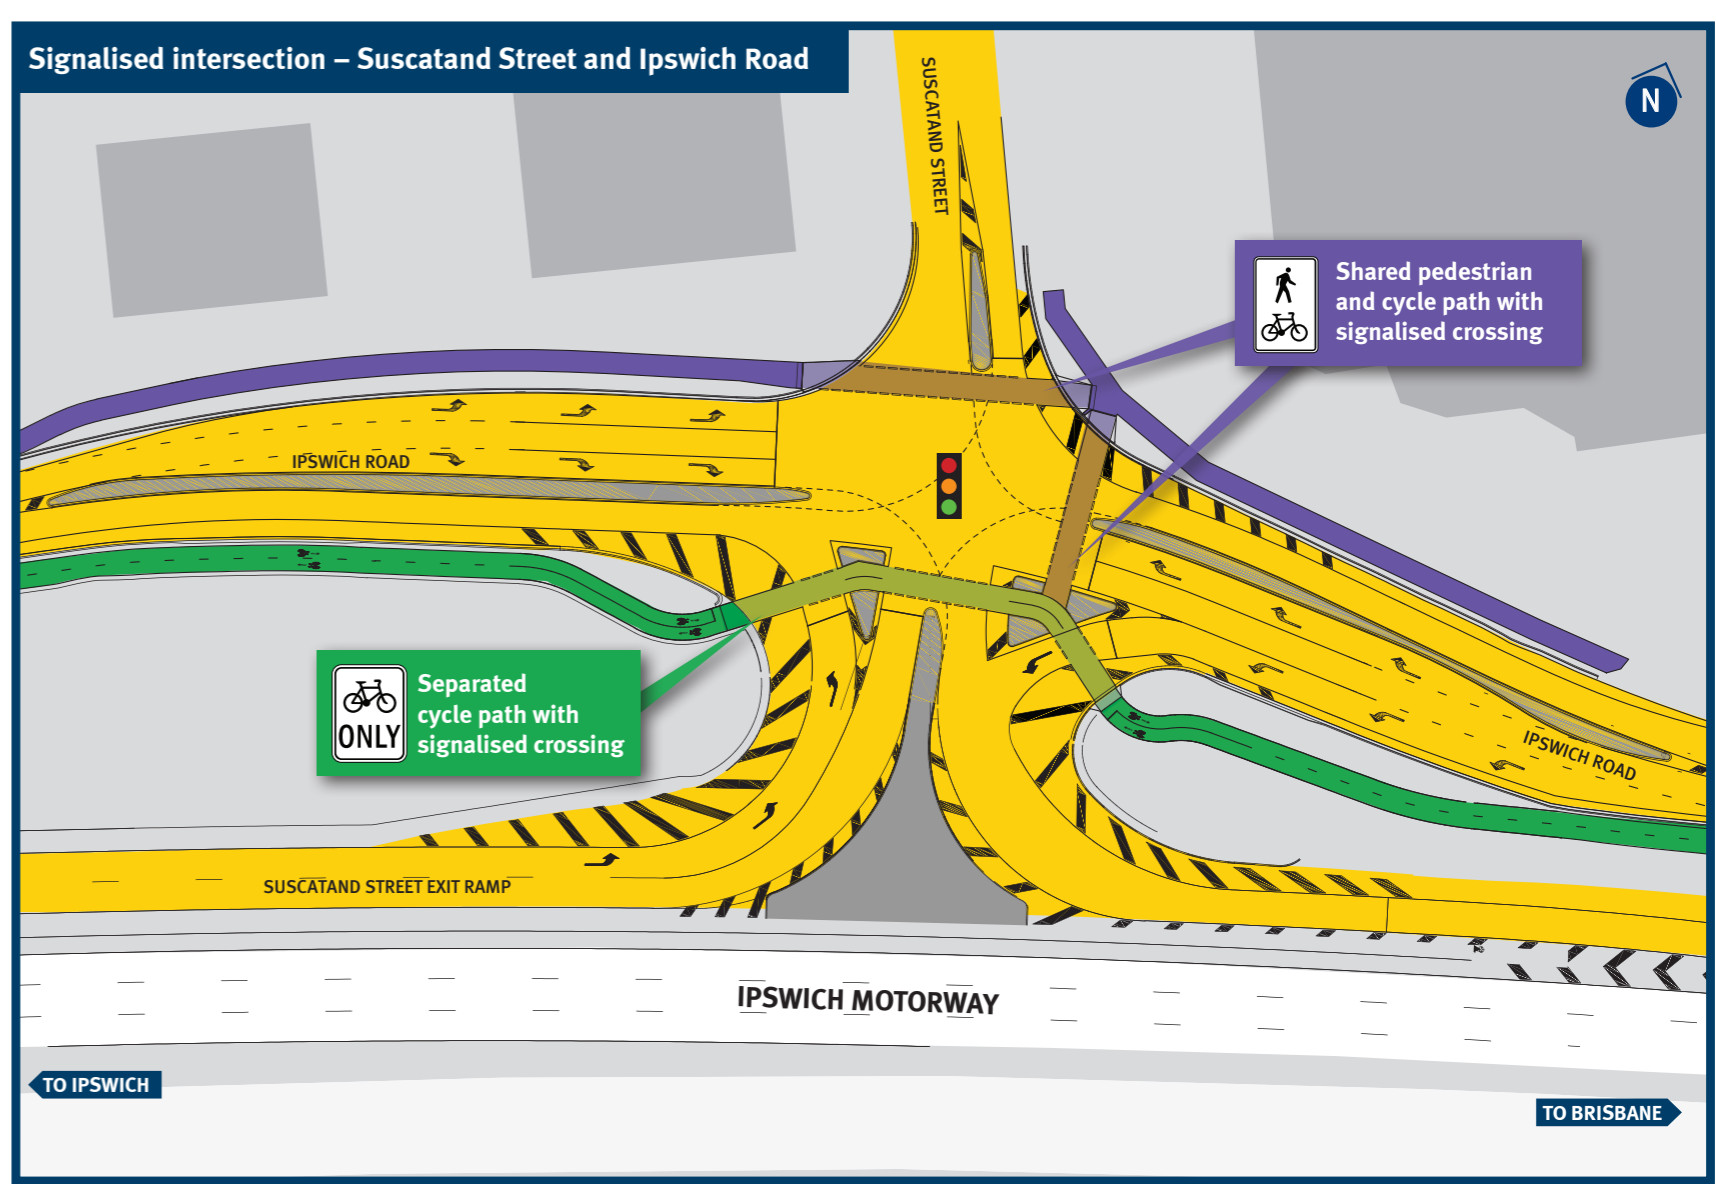 Signalised intersection – Suscatand Street and Ipswich Road
N
SUSCATAND STREET
Shared pedestrian
and cycle path with
signalised crossing
IPSWICH ROAD
Separated
cycle path with
signalised crossing
ONLY
IPSWICH ROAD
SUSCATAND STREET EXIT RAMP
IPSWICH MOTORWAY
TO IPSWICH
TO BRISBANE